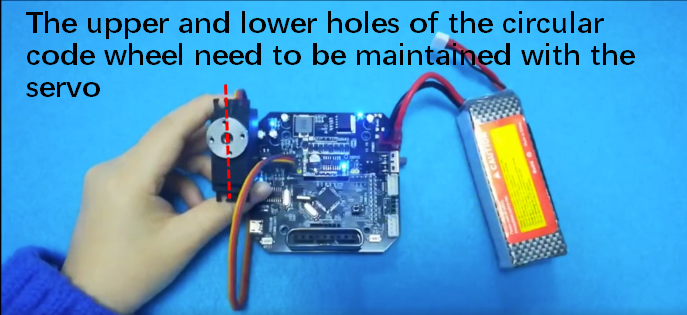 The upper and lower holes of the circular
code wheel need to be maintained with the
servo